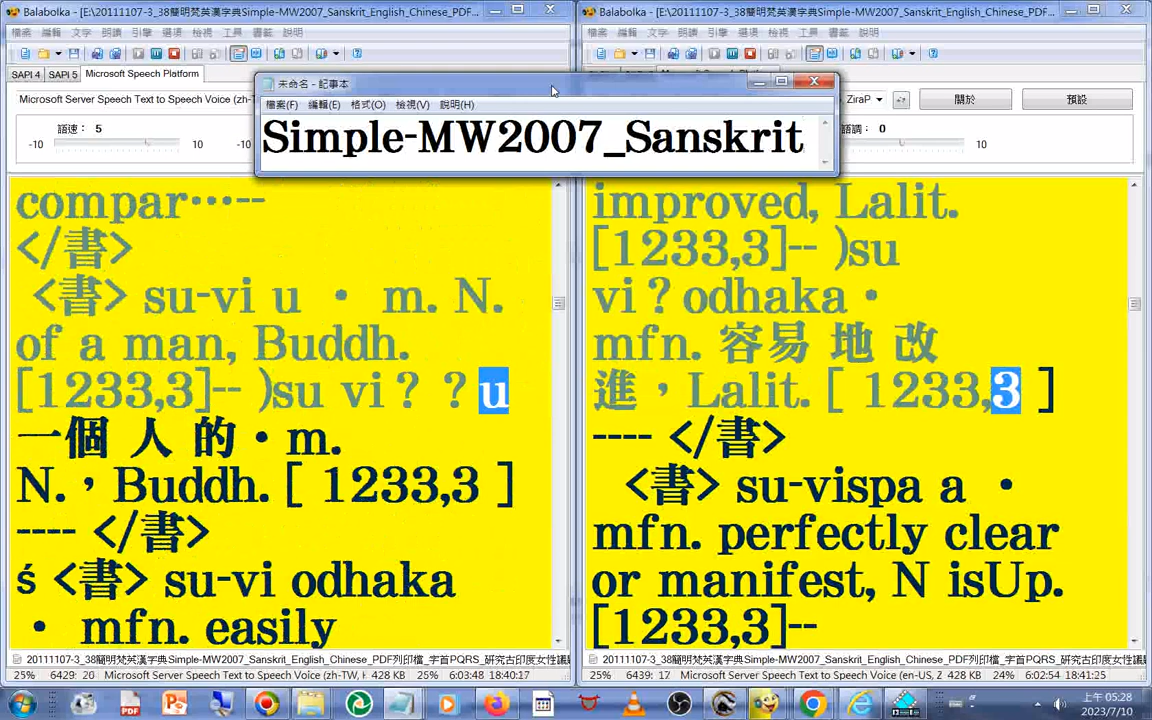 Balabolka - [E:\20111107-3_38簡明梵英漢字典Simple-MW2007_Sanskrit_English_Chinese_PDF...
檔案 編輯 文字 朗讀 引擎 選項 檢視 工具 書籤 說明
SAPI 4 SAPI 5 Microsoft Speech Platform
Microsoft Server Speech Text to Speech Voice (zh-
語速： 5
-10 10 -10
compar…--
</書>
<書> su-vi u • m. N.
of a man, Buddh.
[1233,3]-- )su vi？？u
一個 人 的 • m.
N.，Buddh. [ 1233,3 ]
---- </書>
ś <書> su-vi odhaka
• mfn. easily
20111107-3_38簡明梵英漢字典Simple-MW2007_Sanskrit_English_Chinese_PDF列印檔_字首PQRS_研究古印度女性議
25% 6429: 20 Microsoft Server Speech Text to Speech Voice (zh-TW, H 428 KB 25% 6:03:48 18:40:17
未命名 - 記事本
檔案(F) 編輯(E) 格式(O) 檢視(V) 說明(H)
Simple-MW2007_Sanskrit
Balabolka - [E:\20111107-3_38簡明梵英漢字典Simple-MW2007_Sanskrit_English_Chinese_PDF...
檔案 編輯 文字 朗讀 引擎 選項 檢視 工具 書籤 說明
, ZiraP 關於 預設
語調： 0
10
improved, Lalit.
[1233,3]-- )su
vi？odhaka •
mfn. 容易 地 改
進，Lalit. [ 1233,3 ]
---- </書>
<書> su-vispa a •
mfn. perfectly clear
or manifest, N isUp.
[1233,3]--
20111107-3_38簡明梵英漢字典Simple-MW2007_Sanskrit_English_Chinese_PDF列印檔_字首PQRS_研究古印度女性議
25% 6439: 17 Microsoft Server Speech Text to Speech Voice (en-US, Z 428 KB 24% 6:02:54 18:41:25
上午 05:28
2023/7/10